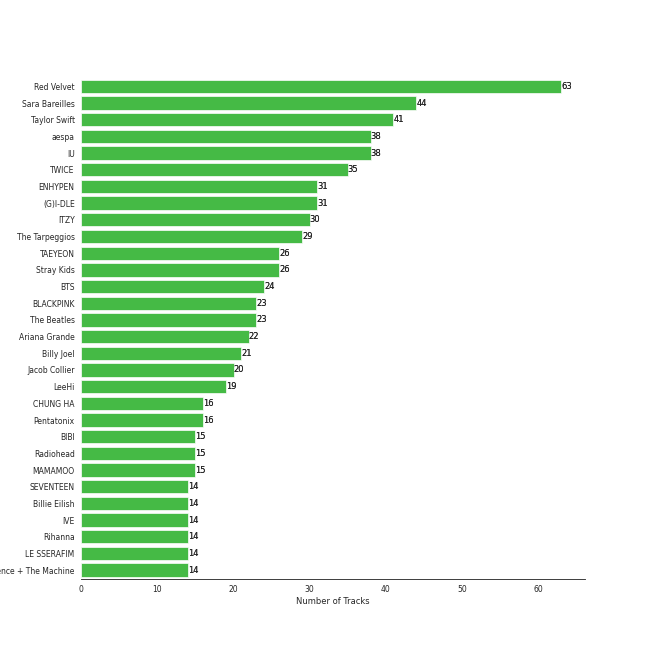 Red Velvet 63
Sara Bareilles 44
Taylor Swift 41
aespa 38
IU 38
TWICE 35
ENHYPEN 31
(G)I-DLE 31
ITZY 30
The Tarpeggios 29
TAEYEON 26
Stray Kids 26
BTS 24
BLACKPINK 23
The Beatles 23
Ariana Grande 22
Billy Joel 21
Jacob Collier 20
LeeHi 19
CHUNG HA 16
Pentatonix 16
BIBI 15
Radiohead 15
MAMAMOO 15
SEVENTEEN 14
Billie Eilish 14
IVE 14
Rihanna 14
LE SSERAFIM 14
ence + The Machine 14
0 10 20 30 40 50 60
Number of Tracks